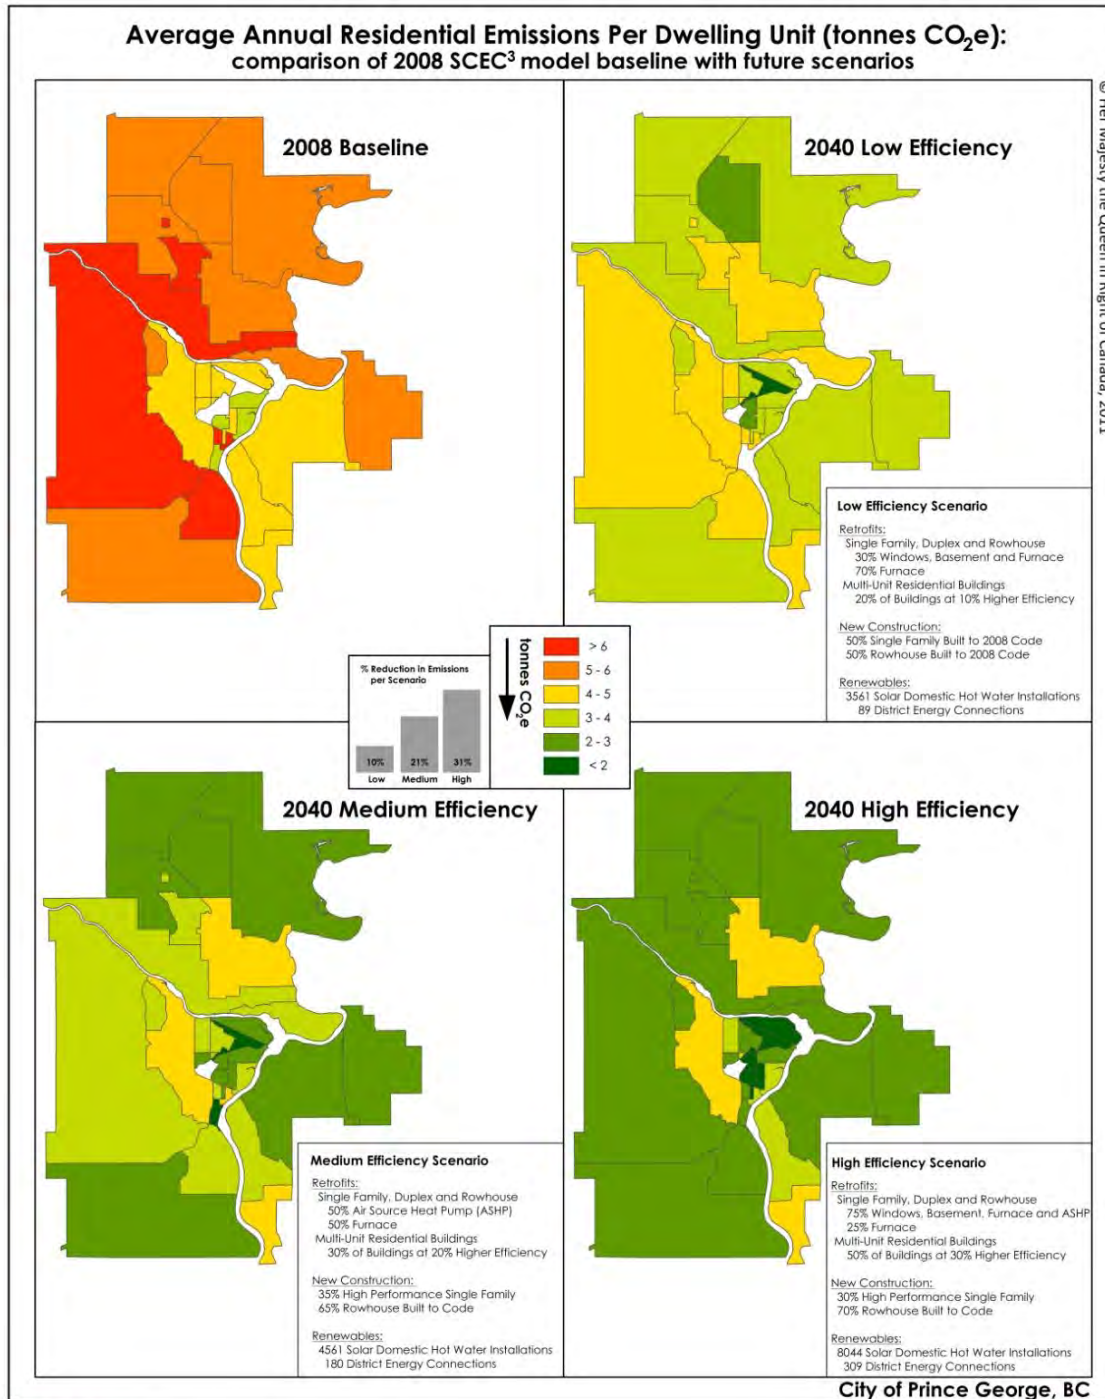 Average Annual Residential Emissions Per Dwelling Unit (tonnes CO₂e):
comparison of 2008 SCEC³ model baseline with future scenarios
© Her Majesty the Queen in Right of Canada, 2011
2008 Baseline
2040 Low Efficiency
Low Efficiency Scenario
Retrofits:
Single Family, Duplex and Rowhouse
30% Windows, Basement and Furnace
70% Furnace
Multi-Unit Residential Buildings
20% of Buildings at 10% Higher Efficiency
New Construction:
50% Single Family Built to 2008 Code
50% Rowhouse Built to 2008 Code
Renewables:
3561 Solar Domestic Hot Water Installations
89 District Energy Connections
% Reduction in Emissions
per Scenario
10%
21%
31%
Low
Medium
High
tonnes CO₂e
> 6
5 - 6
4 - 5
3 - 4
2 - 3
< 2
2040 Medium Efficiency
2040 High Efficiency
Medium Efficiency Scenario
Retrofits:
Single Family, Duplex and Rowhouse
50% Air Source Heat Pump (ASHP)
50% Furnace
Multi-Unit Residential Buildings
30% of Buildings at 20% Higher Efficiency
New Construction:
35% High Performance Single Family
65% Rowhouse Built to Code
Renewables:
4561 Solar Domestic Hot Water Installations
180 District Energy Connections
High Efficiency Scenario
Retrofits:
Single Family, Duplex and Rowhouse
75% Windows, Basement, Furnace and ASHP
25% Furnace
Multi-Unit Residential Buildings
50% of Buildings at 30% Higher Efficiency
New Construction:
30% High Performance Single Family
70% Rowhouse Built to Code
Renewables:
8044 Solar Domestic Hot Water Installations
309 District Energy Connections
City of Prince George, BC